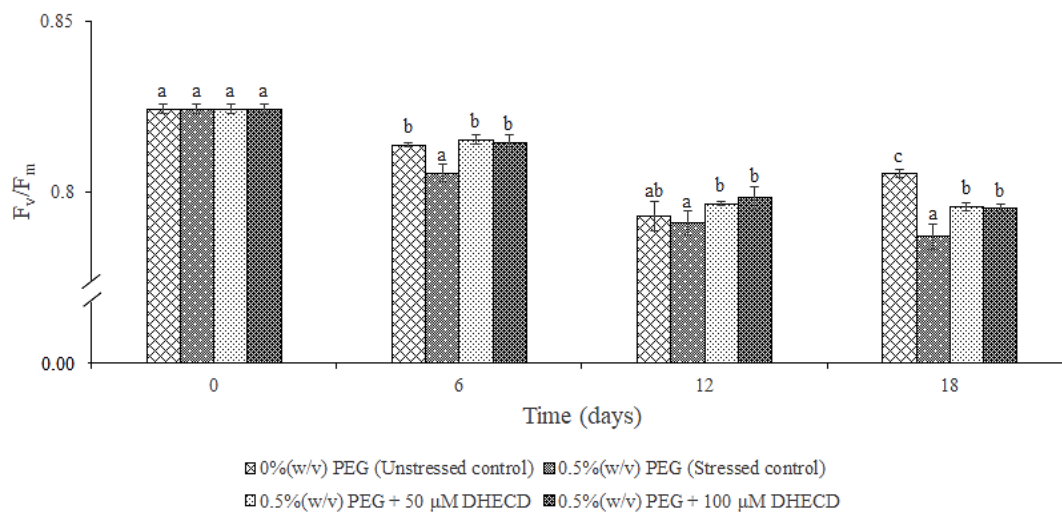 0.85
a a a a
b a b b
ab a b b
c a b b
0.8
0.00
Fv/Fm
0 6 12 18
Time (days)
0%(w/v) PEG (Unstressed control) 0.5%(w/v) PEG (Stressed control)
0.5%(w/v) PEG + 50 µM DHECD 0.5%(w/v) PEG + 100 µM DHECD